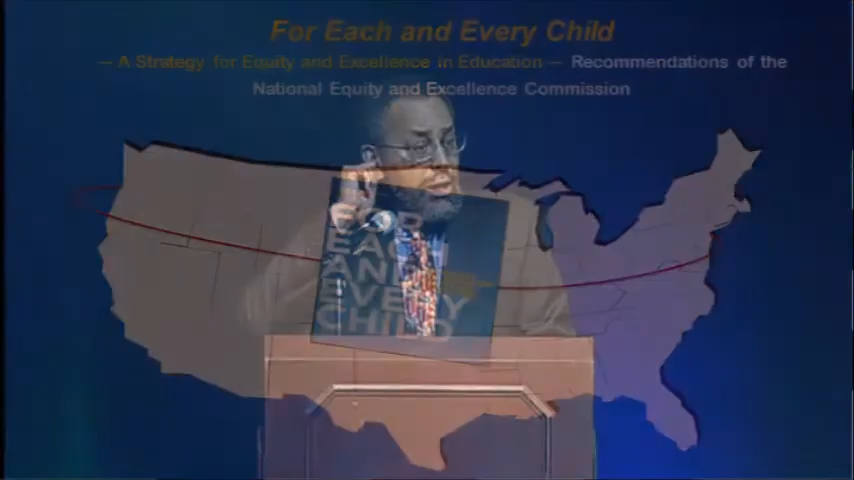 For Each and Every Child
— A Strategy for Equity and Excellence in Education — Recommendations of the
National Equity and Excellence Commission
FOR
EACH
AND
EVERY
CHILD